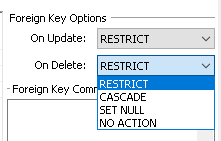 Foreign Key Options
On Update: RESTRICT
On Delete: RESTRICT
RESTRICT
Foreign Key Comm
CASCADE
SET NULL
NO ACTION